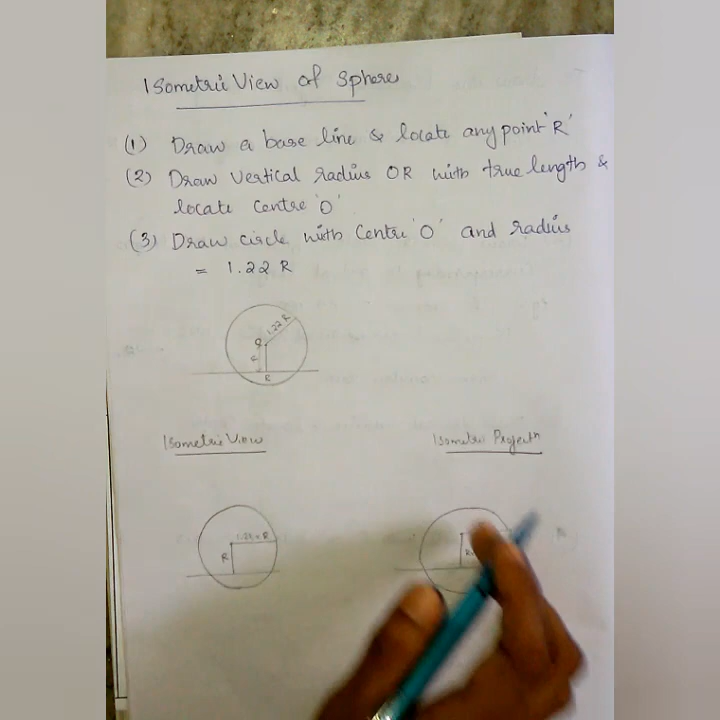 Isometric View of Sphere
(1) Draw a base line & locate any point 'R'
(2) Draw Vertical radius OR with true length &
locate Centre 'O'
(3) Draw circle with Centre 'O' and radius
= 1.22 R
1.22 R
O
R
R
Isometric View
Isometric Projectn
1.22 x R
R